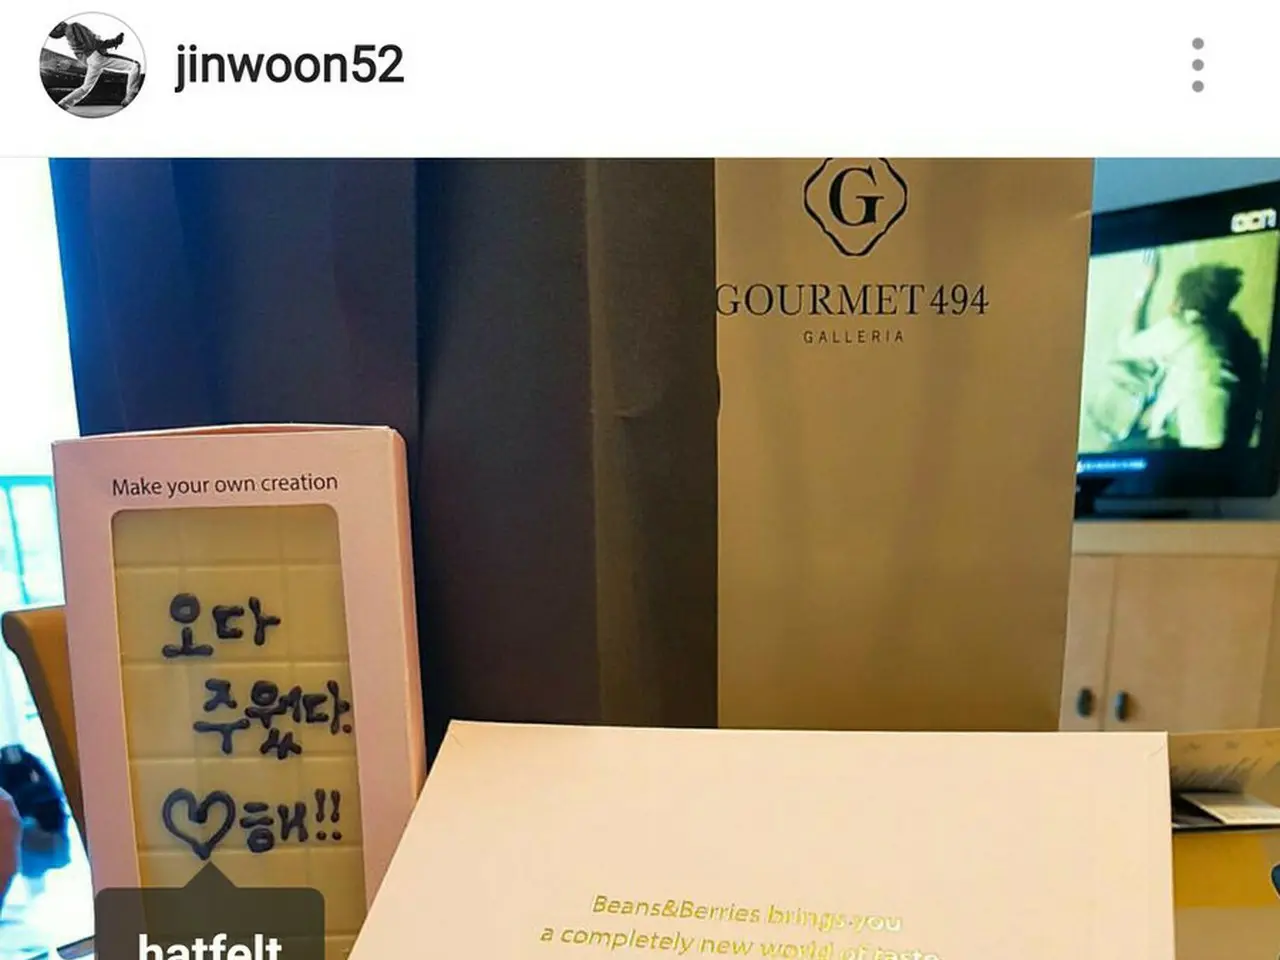 jinwoon52
G
GOURMET 494
GALLERIA
OCN
Make your own creation
오다
주웠다.
♡해!!
Beans&Berries brings you
a completely new world of taste
hatfelt